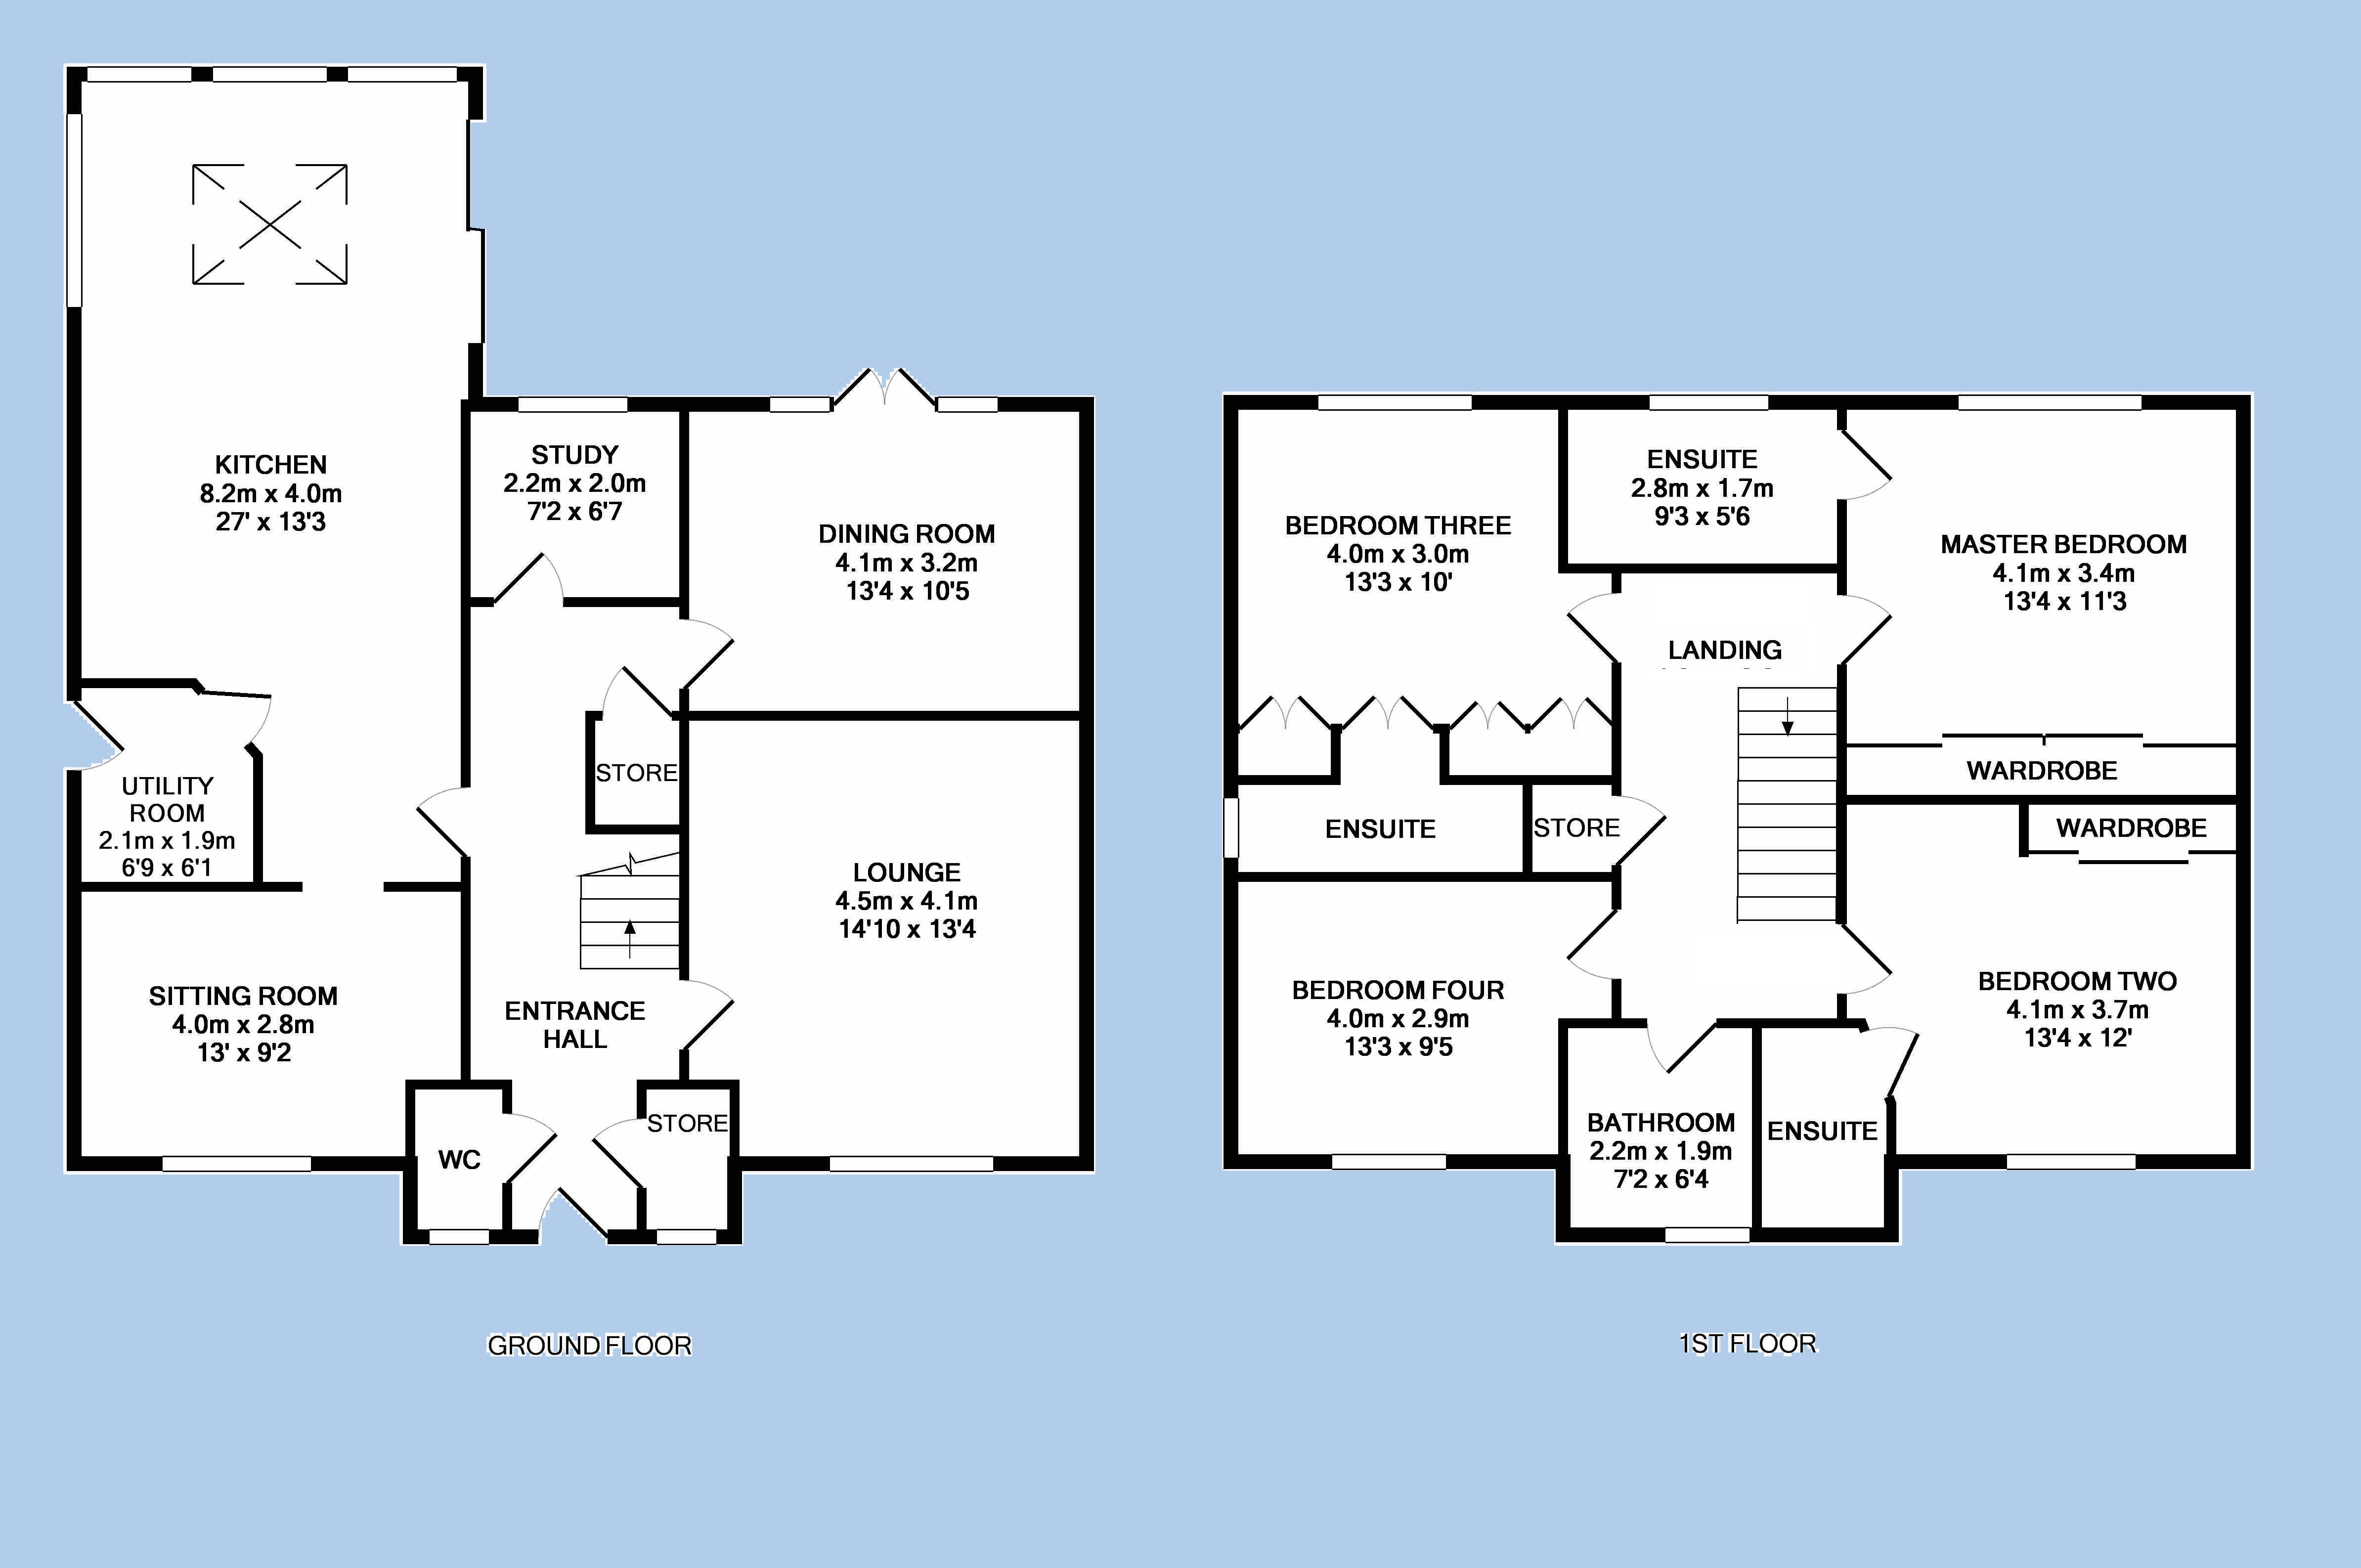 KITCHEN
8.2m x 4.0m
27' x 13'3
STUDY
2.2m x 2.0m
7'2 x 6'7
DINING ROOM
4.1m x 3.2m
13'4 x 10'5
UTILITY
ROOM
2.1m x 1.9m
6'9 x 6'1
STORE
LOUNGE
4.5m x 4.1m
14'10 x 13'4
SITTING ROOM
4.0m x 2.8m
13' x 9'2
ENTRANCE
HALL
WC
STORE
GROUND FLOOR
BEDROOM THREE
4.0m x 3.0m
13'3 x 10'
ENSUITE
2.8m x 1.7m
9'3 x 5'6
MASTER BEDROOM
4.1m x 3.4m
13'4 x 11'3
LANDING
WARDROBE
ENSUITE
STORE
WARDROBE
BEDROOM FOUR
4.0m x 2.9m
13'3 x 9'5
BEDROOM TWO
4.1m x 3.7m
13'4 x 12'
BATHROOM
2.2m x 1.9m
7'2 x 6'4
ENSUITE
1ST FLOOR